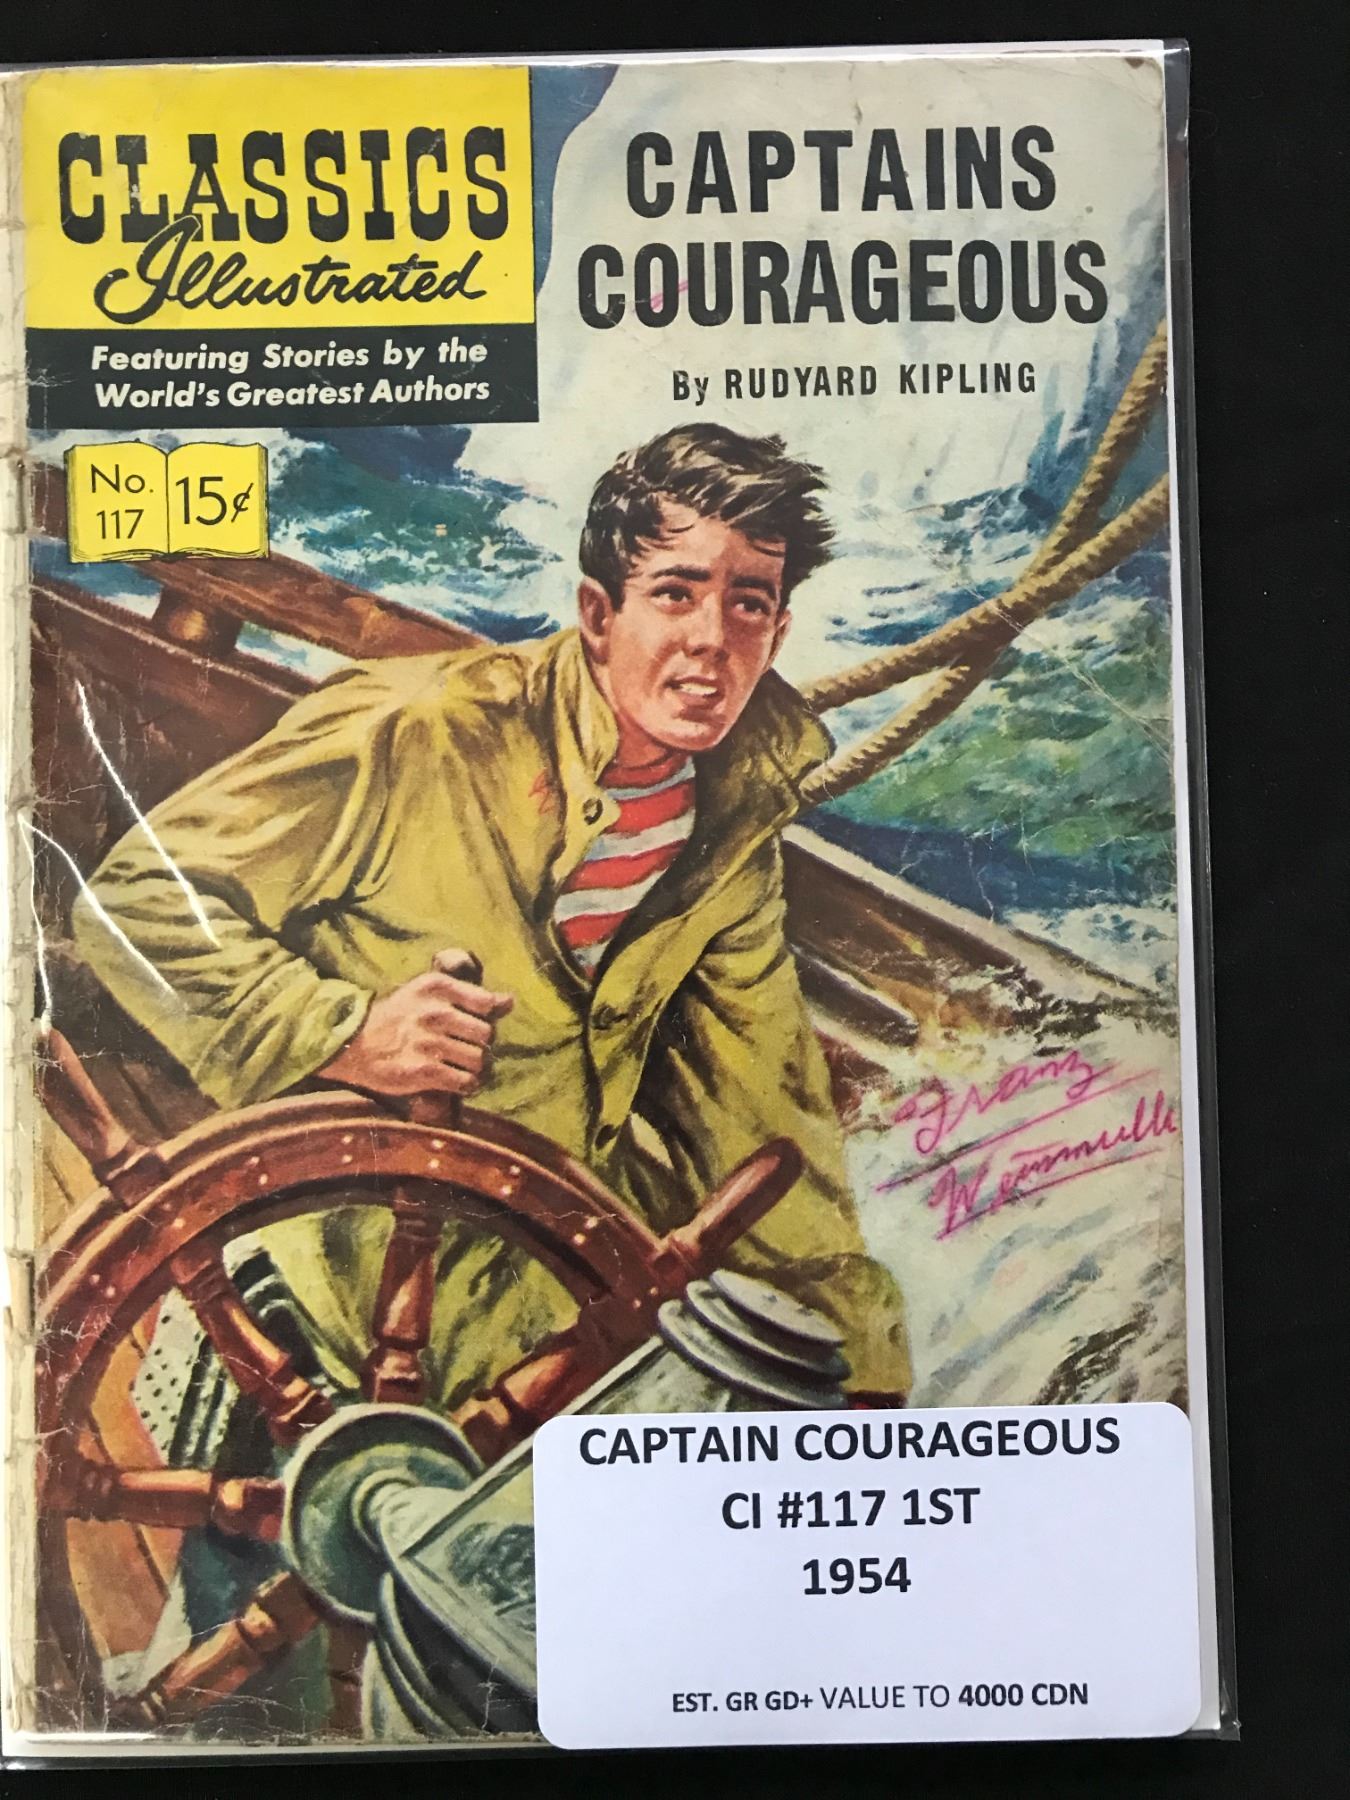 CLASSICS
Illustrated
Featuring Stories by the
World's Greatest Authors
No. 117
15¢
CAPTAINS
COURAGEOUS
By RUDYARD KIPLING
Franz
CAPTAIN COURAGEOUS
CI #117 1ST
1954
EST. GR GD+ VALUE TO 4000 CDN